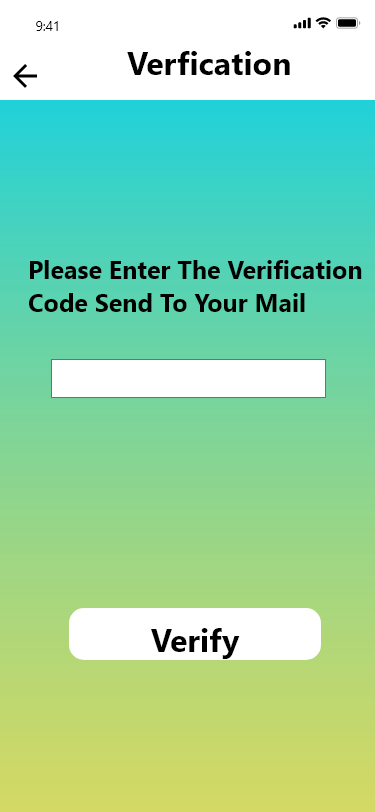 9:41
Verfication
Please Enter The Verification
Code Send To Your Mail
Verify